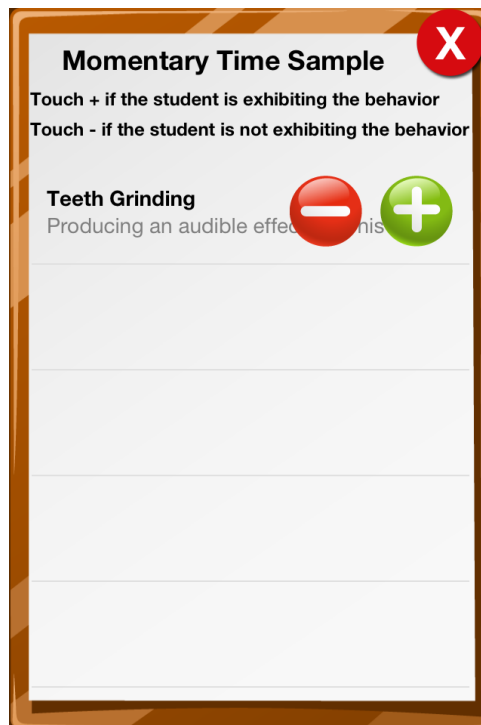 Momentary Time Sample
X
Touch + if the student is exhibiting the behavior
Touch - if the student is not exhibiting the behavior
Teeth Grinding
Producing an audible